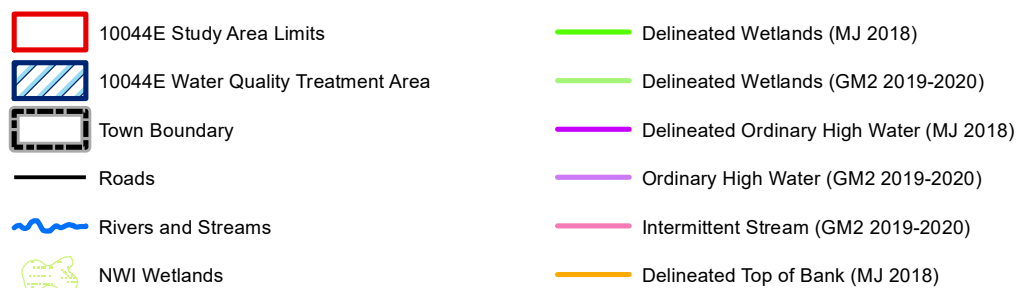 10044E Study Area Limits
10044E Water Quality Treatment Area
Town Boundary
Roads
Rivers and Streams
NWI Wetlands
Delineated Wetlands (MJ 2018)
Delineated Wetlands (GM2 2019-2020)
Delineated Ordinary High Water (MJ 2018)
Ordinary High Water (GM2 2019-2020)
Intermittent Stream (GM2 2019-2020)
Delineated Top of Bank (MJ 2018)